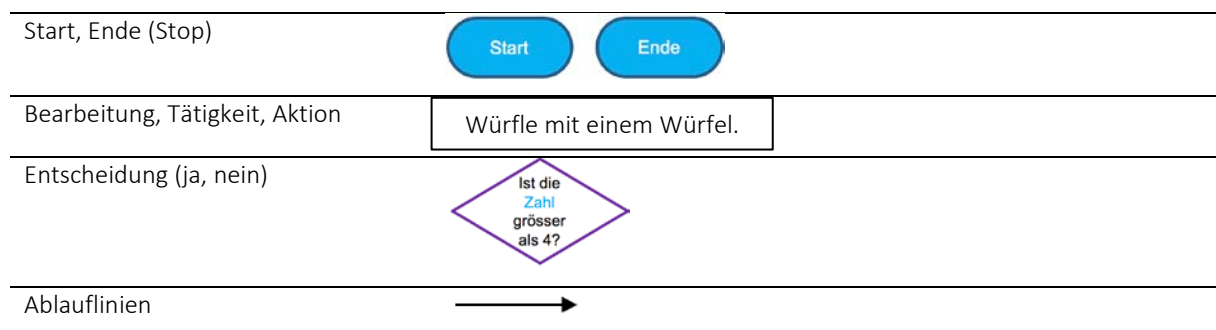 Start, Ende (Stop)
Start
Ende
Bearbeitung, Tätigkeit, Aktion
Würfle mit einem Würfel.
Entscheidung (ja, nein)
Ist die
Zahl
grösser
als 4?
Ablauflinien